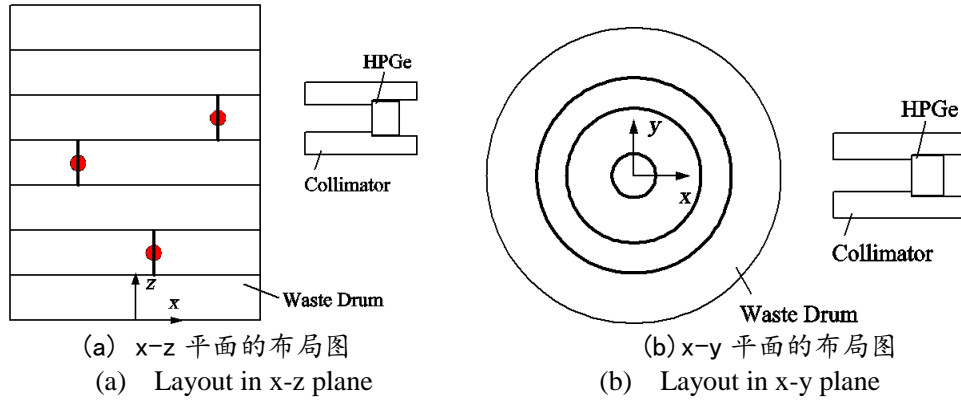 HPGe
Collimator
z
x
Waste Drum
(a) x-z 平面的布局图
(a) Layout in x-z plane
HPGe
y
x
Collimator
Waste Drum
(b) x-y 平面的布局图
(b) Layout in x-y plane